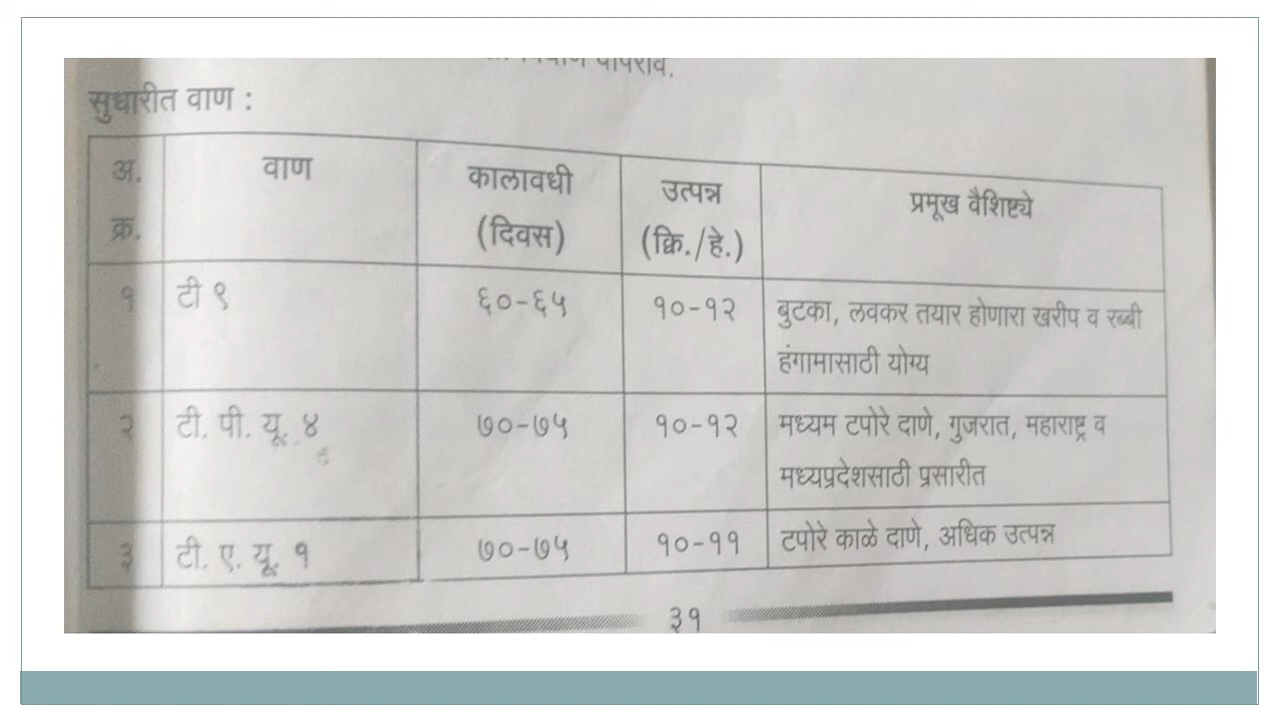 पापराव.
सुधारीत वाण :
अ. क्र. वाण कालावधी (दिवस) उत्पन्न (क्वि./हे.) प्रमूख वैशिष्ट्ये
१ टी ९ ६०-६५ १०-१२ बुटका, लवकर तयार होणारा खरीप व रब्बी
हंगामासाठी योग्य
२ टी. पी. यू. ४ ७०-७५ १०-१२ मध्यम टपोरे दाणे, गुजरात, महाराष्ट्र व
मध्यप्रदेशसाठी प्रसारीत
३ टी. ए. यू. १ ७०-७५ १०-११ टपोरे काळे दाणे, अधिक उत्पन्न
३१